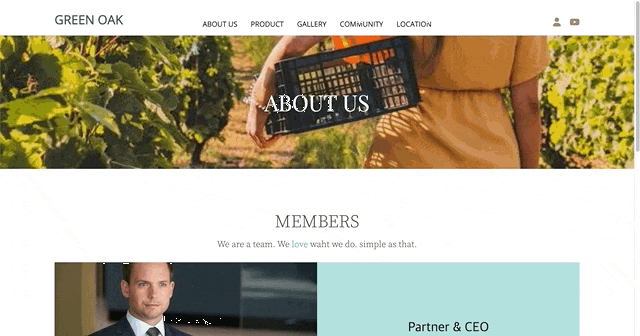 GREEN OAK
ABOUT US PRODUCT GALLERY COMMUNITY LOCATION
ABOUT US
MEMBERS
We are a team. We love waht we do. simple as that.
Partner & CEO